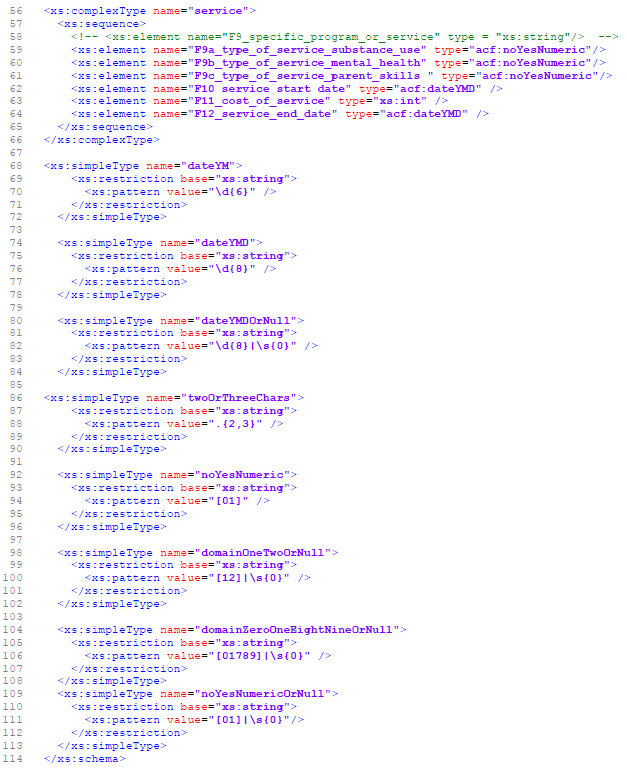 56 <xs:complexType name="service">
57 <xs:sequence>
58 <!-- <xs:element name="F9_specific_program_or_service" type = "xs:string"/> -->
59 <xs:element name="F9a_type_of_service_substance_use" type="acf:noYesNumeric"/>
60 <xs:element name="F9b_type_of_service_mental_health" type="acf:noYesNumeric"/>
61 <xs:element name="F9c_type_of_service_parent_skills " type="acf:noYesNumeric"/>
62 <xs:element name="F10 service start date" type="acf:dateYMD" />
63 <xs:element name="F11_cost_of_service" type="xs:int" />
64 <xs:element name="F12_service_end_date" type="acf:dateYMD" />
65 </xs:sequence>
66 </xs:complexType>
67
68 <xs:simpleType name="dateYM">
69 <xs:restriction base="xs:string">
70 <xs:pattern value="\d{6}" />
71 </xs:restriction>
72 </xs:simpleType>
73
74 <xs:simpleType name="dateYMD">
75 <xs:restriction base="xs:string">
76 <xs:pattern value="\d{8}" />
77 </xs:restriction>
78 </xs:simpleType>
79
80 <xs:simpleType name="dateYMDOrNull">
81 <xs:restriction base="xs:string">
82 <xs:pattern value="\d{8}|\s{0}" />
83 </xs:restriction>
84 </xs:simpleType>
85
86 <xs:simpleType name="twoOrThreeChars">
87 <xs:restriction base="xs:string">
88 <xs:pattern value=".{2,3}" />
89 </xs:restriction>
90 </xs:simpleType>
91
92 <xs:simpleType name="noYesNumeric">
93 <xs:restriction base="xs:string">
94 <xs:pattern value="[01]" />
95 </xs:restriction>
96 </xs:simpleType>
97
98 <xs:simpleType name="domainOneTwoOrNull">
99 <xs:restriction base="xs:string">
100 <xs:pattern value="[12]|\s{0}" />
101 </xs:restriction>
102 </xs:simpleType>
103
104 <xs:simpleType name="domainZeroOneEightNineOrNull">
105 <xs:restriction base="xs:string">
106 <xs:pattern value="[01789]|\s{0}" />
107 </xs:restriction>
108 </xs:simpleType>
109 <xs:simpleType name="noYesNumericOrNull">
110 <xs:restriction base="xs:string">
111 <xs:pattern value="[01]|\s{0}"/>
112 </xs:restriction>
113 </xs:simpleType>
114 </xs:schema>